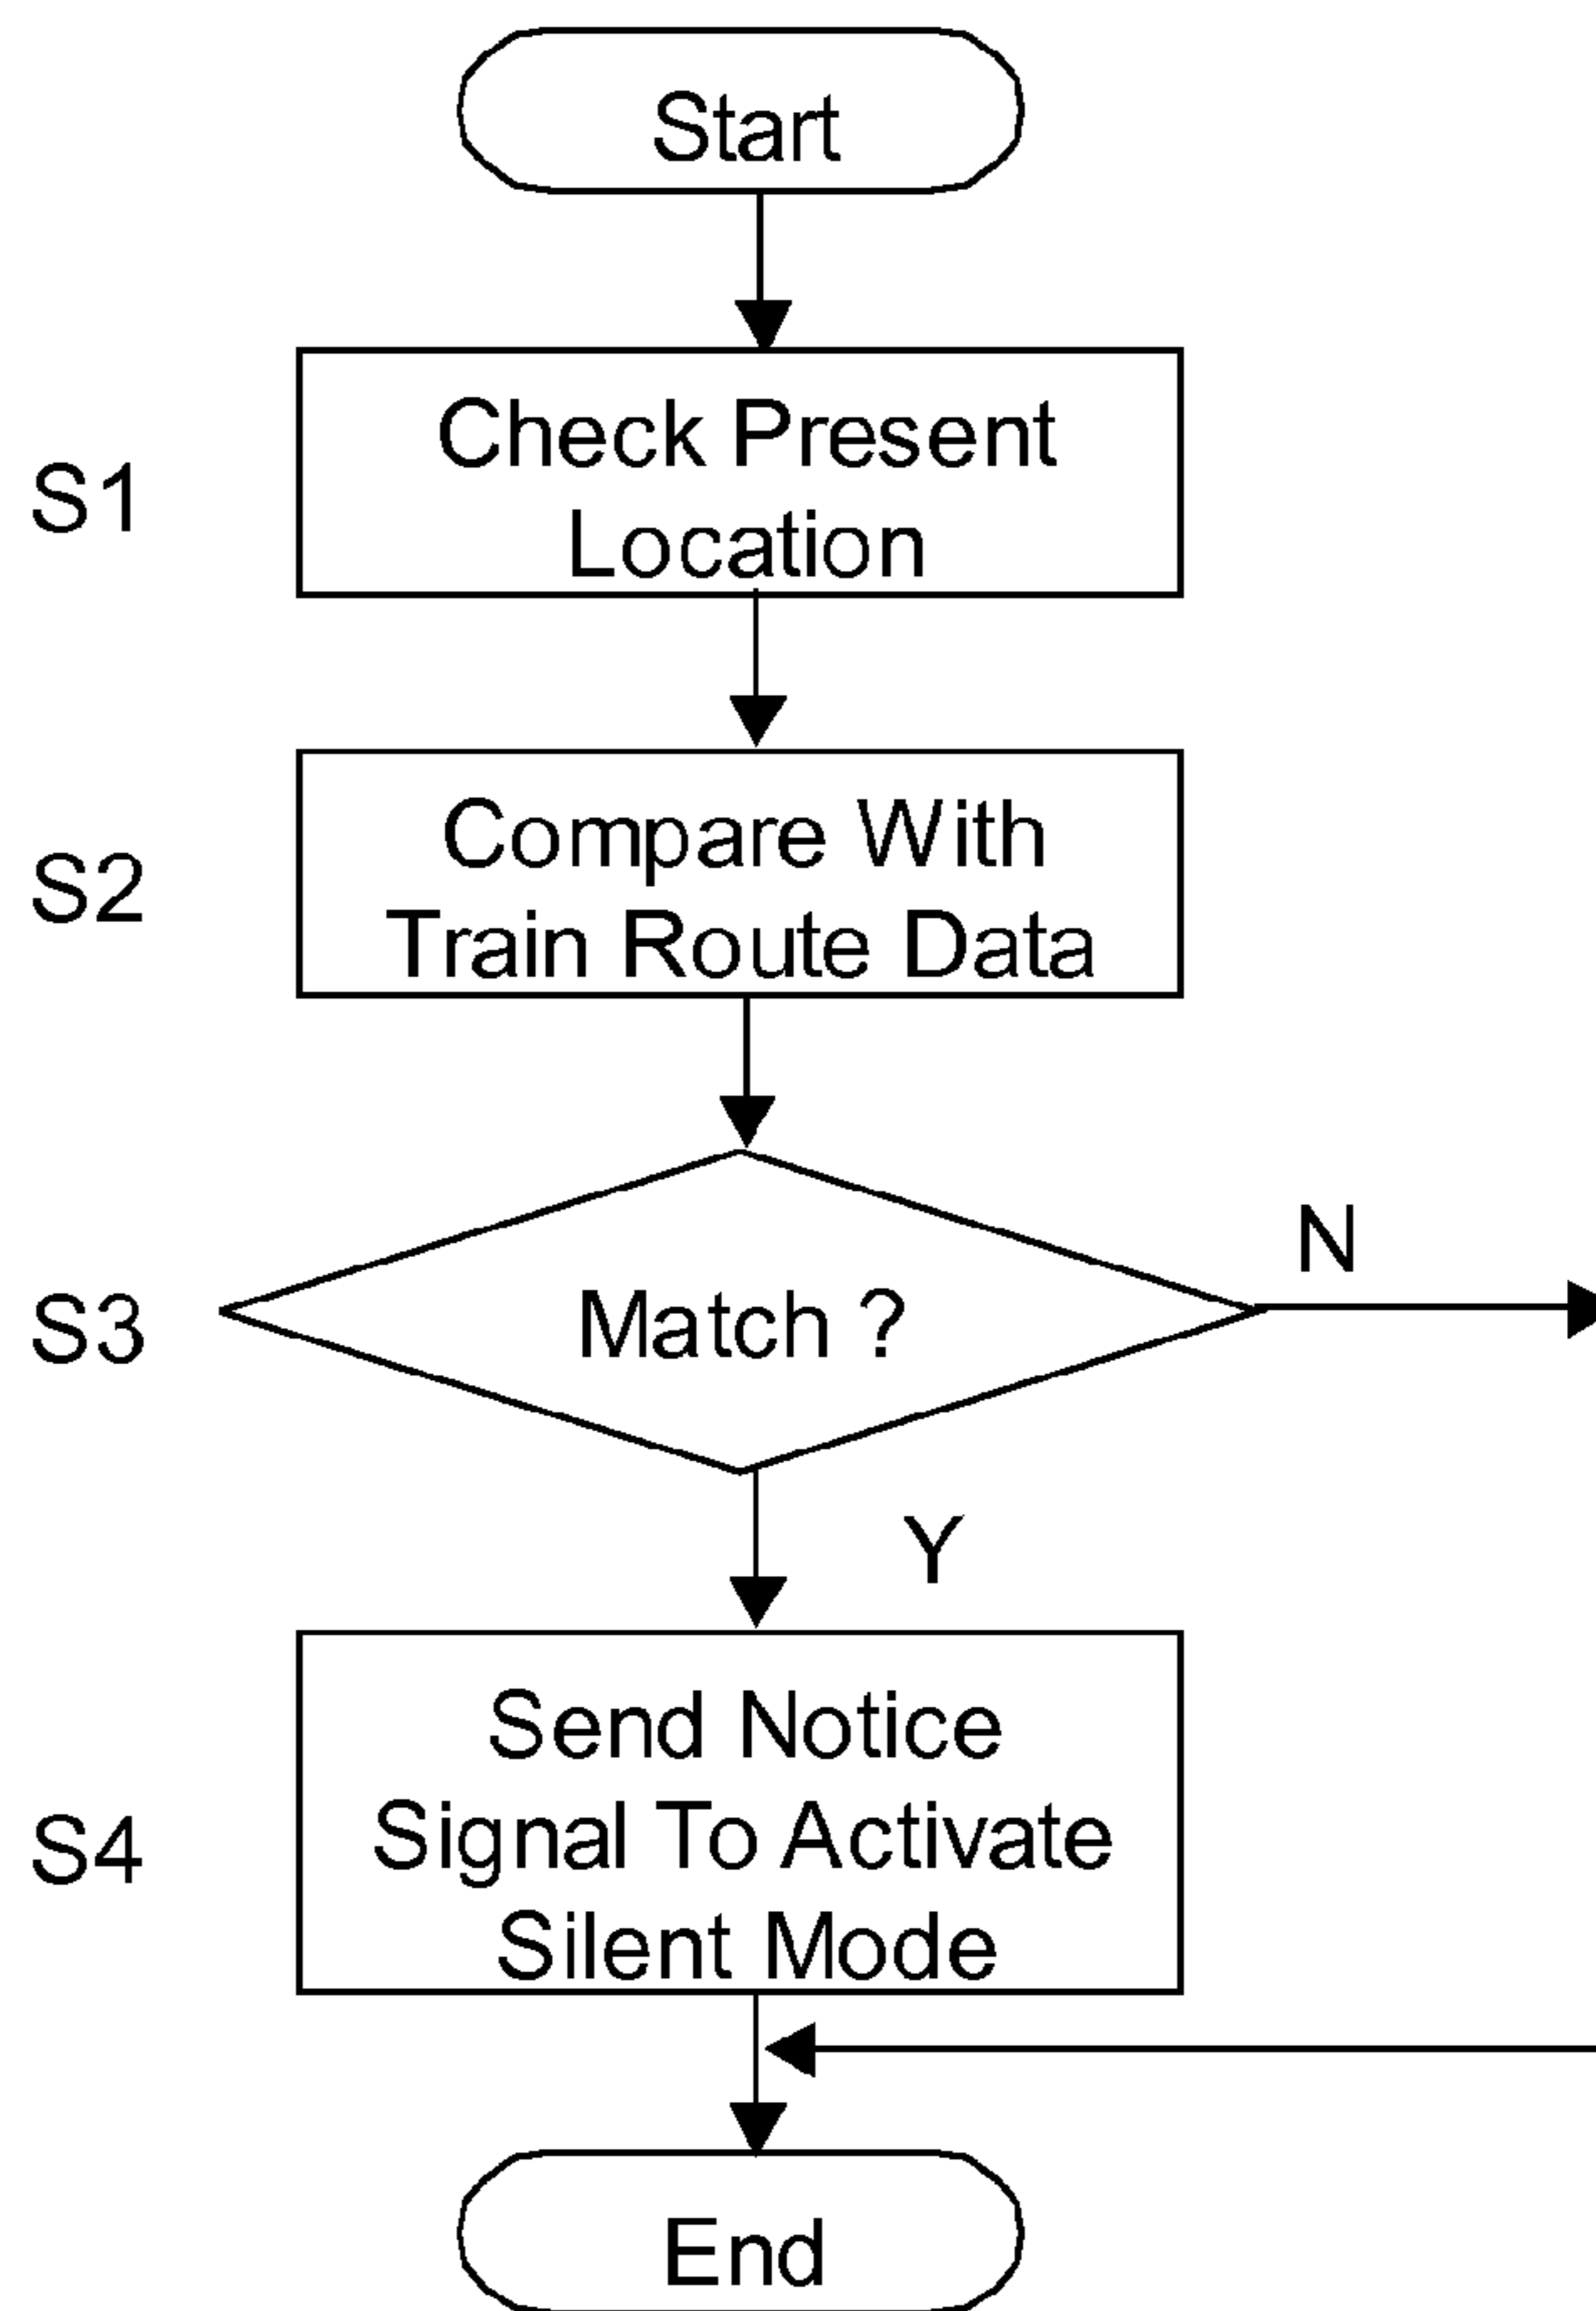 Start
S1
Check Present
Location
S2
Compare With
Train Route Data
S3
Match ?
N
Y
S4
Send Notice
Signal To Activate
Silent Mode
End